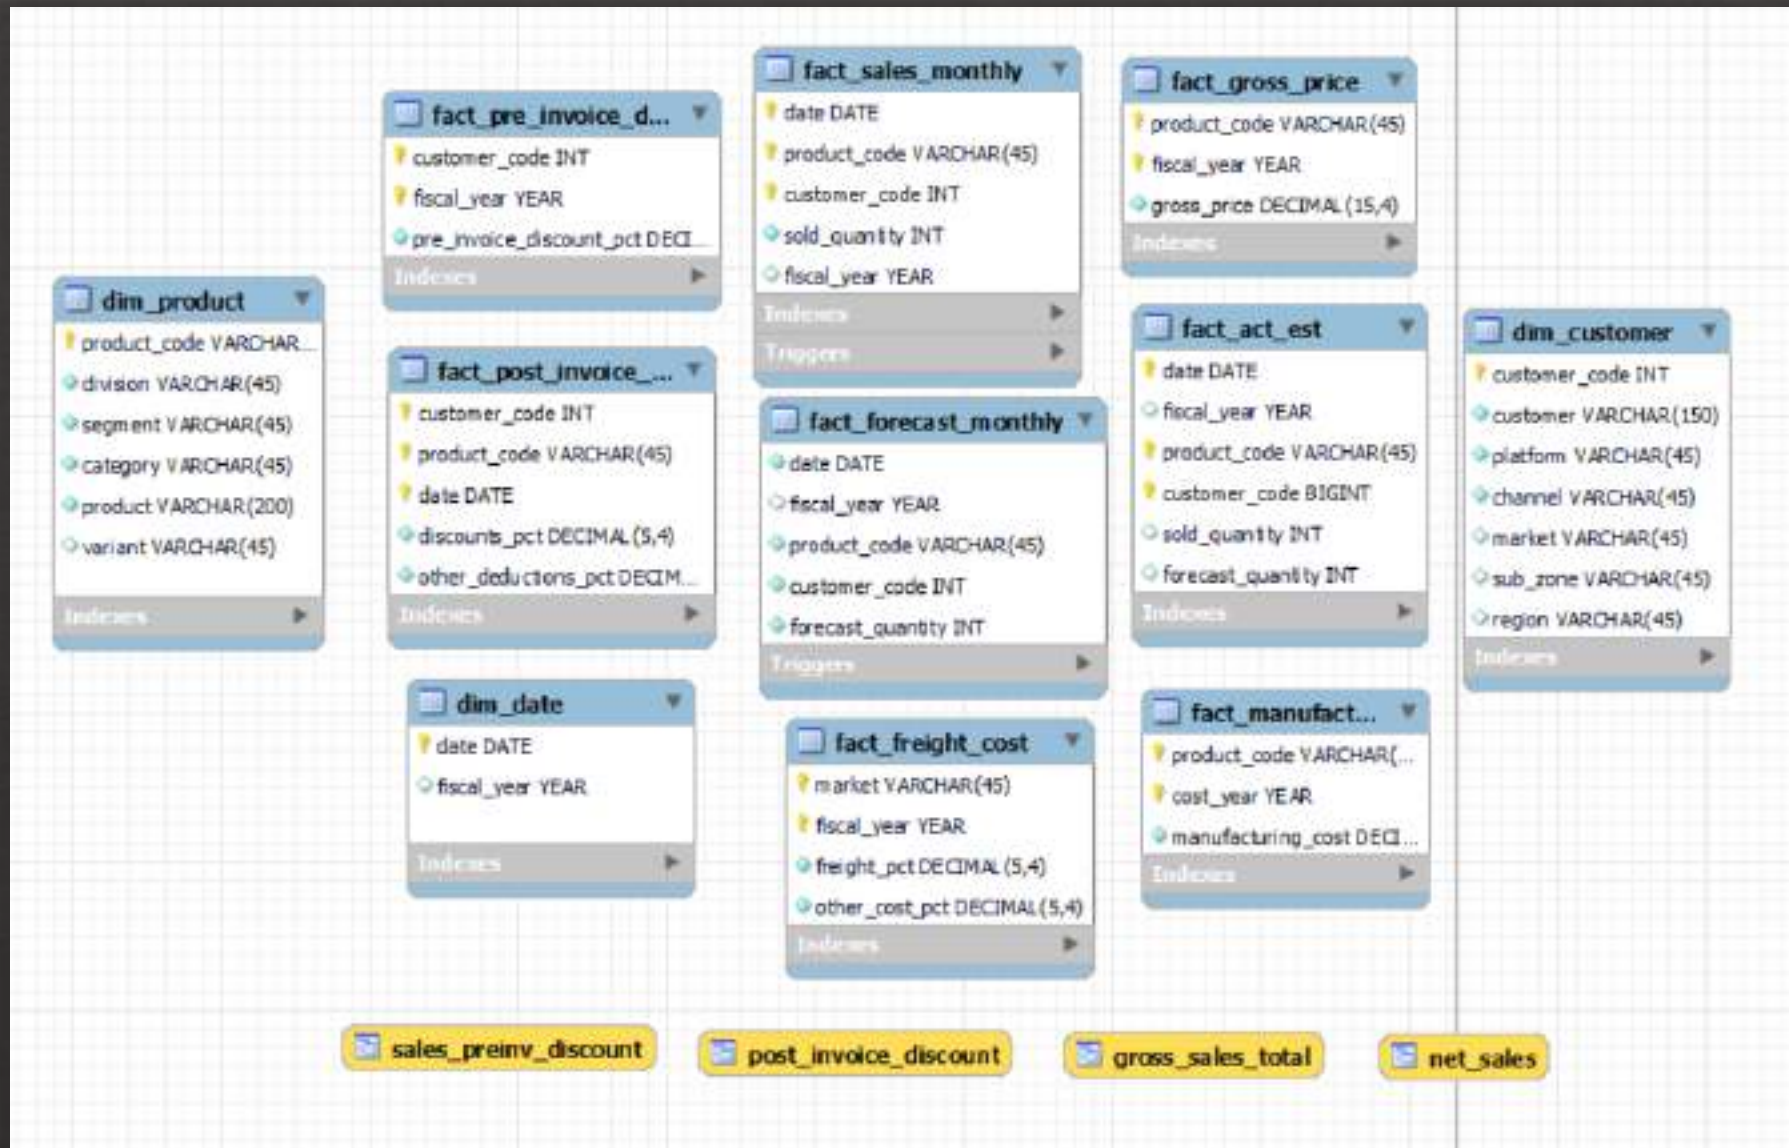 fact_sales_monthly
date DATE
product_code VARCHAR(45)
customer_code INT
sold_quantity INT
fiscal_year YEAR
Indexes
Triggers
fact_gross_price
product_code VARCHAR(45)
fiscal_year YEAR
gross_price DECIMAL(15,4)
Indexes
fact_pre_invoice_d...
customer_code INT
fiscal_year YEAR
pre_invoice_discount_pct DECI...
Indexes
dim_product
product_code VARCHAR...
division VARCHAR(45)
segment VARCHAR(45)
category VARCHAR(45)
product VARCHAR(200)
variant VARCHAR(45)
Indexes
fact_post_invoice_...
customer_code INT
product_code VARCHAR(45)
date DATE
discounts_pct DECIMAL(5,4)
other_deductions_pct DECIM...
Indexes
fact_forecast_monthly
date DATE
fiscal_year YEAR
product_code VARCHAR(45)
customer_code INT
forecast_quantity INT
Triggers
fact_act_est
date DATE
fiscal_year YEAR
product_code VARCHAR(45)
customer_code BIGINT
sold_quantity INT
forecast_quantity INT
Indexes
dim_customer
customer_code INT
customer VARCHAR(150)
platform VARCHAR(45)
channel VARCHAR(45)
market VARCHAR(45)
sub_zone VARCHAR(45)
region VARCHAR(45)
Indexes
dim_date
date DATE
fiscal_year YEAR
Indexes
fact_freight_cost
market VARCHAR(45)
fiscal_year YEAR
freight_pct DECIMAL(5,4)
other_cost_pct DECIMAL(5,4)
Indexes
fact_manufact...
product_code VARCHAR(...
cost_year YEAR
manufacturing_cost DECI...
Indexes
sales_preinv_discount
post_invoice_discount
gross_sales_total
net_sales